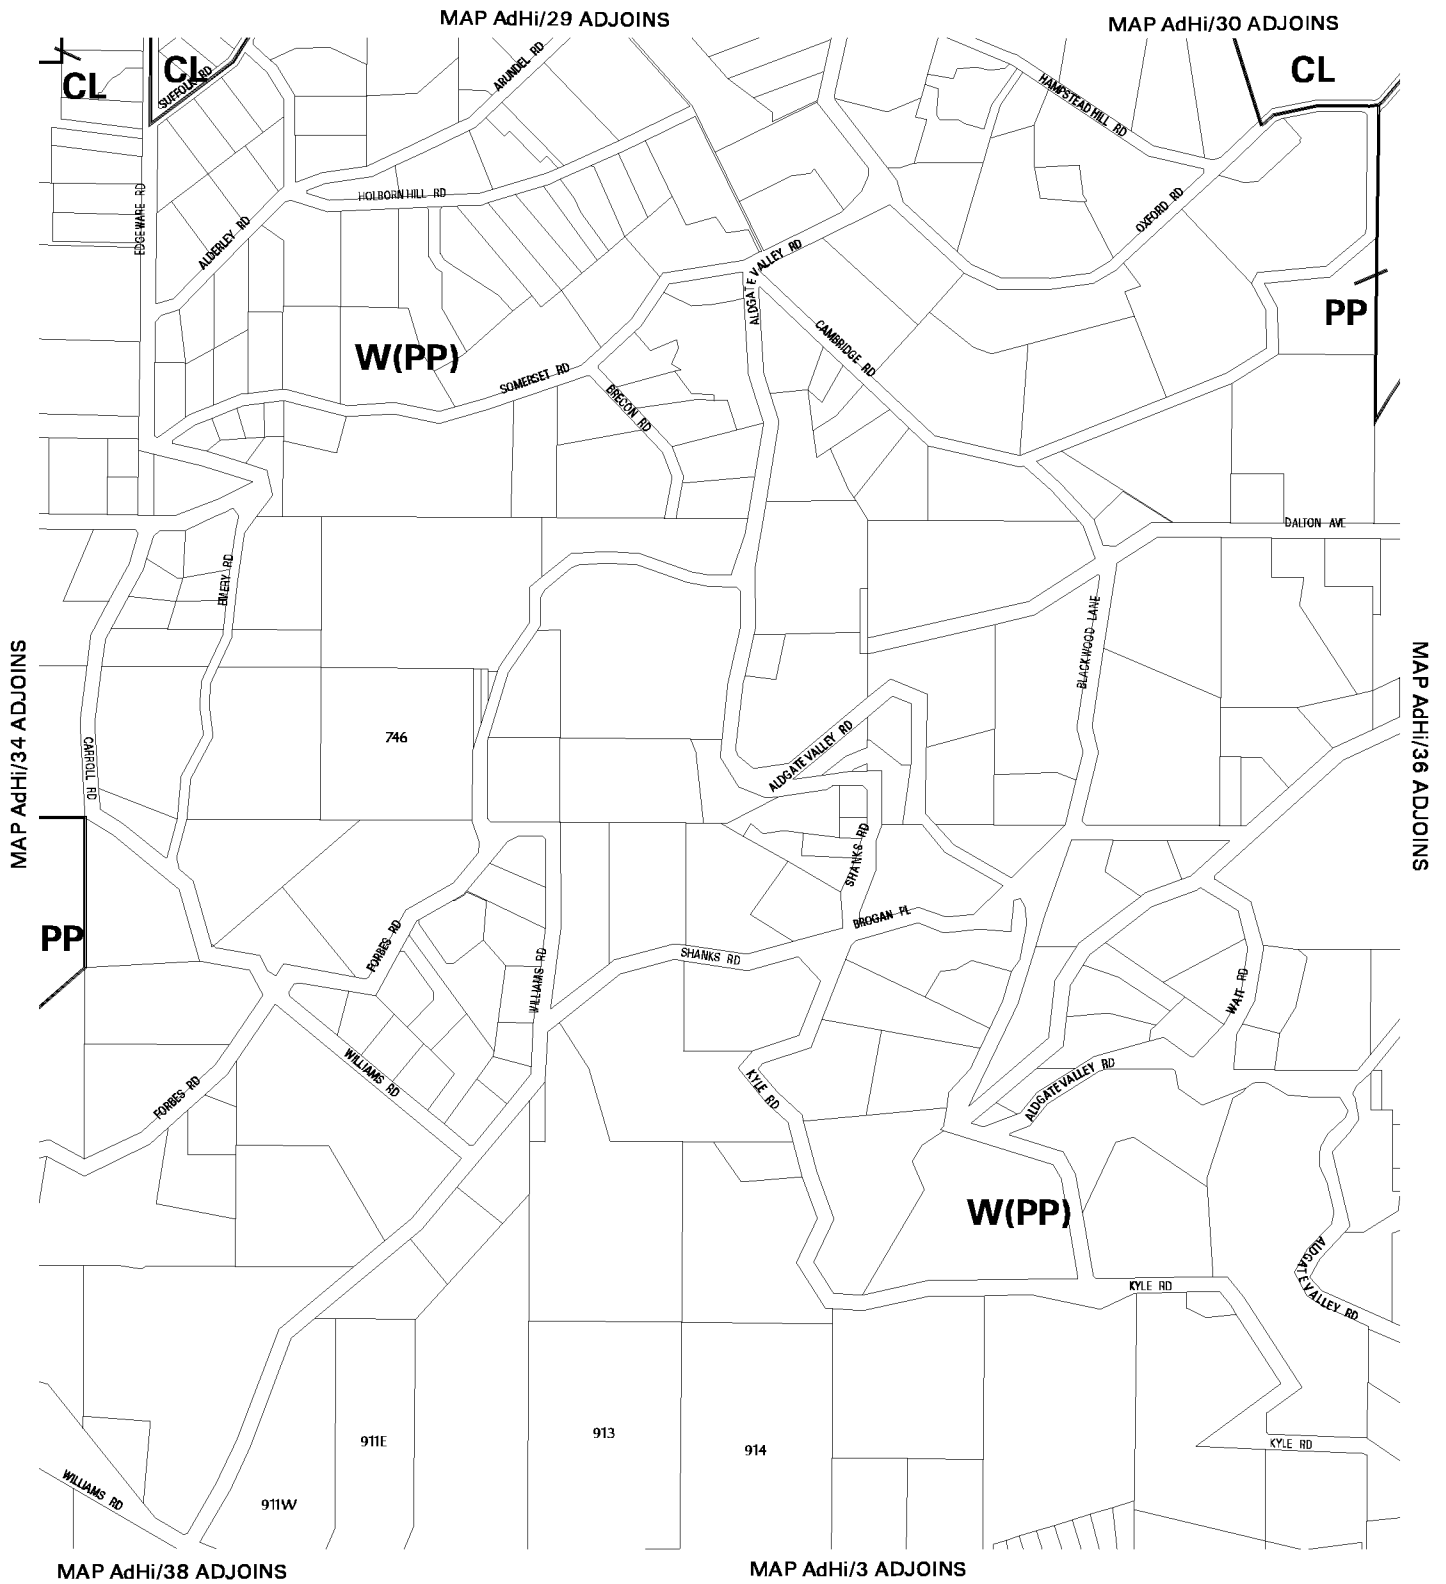 MAP AdHi/29 ADJOINS
MAP AdHi/30 ADJOINS
CL
CL
CL
SUFFOLK RD
ARUNDEL RD
HAMPSTEAD HILL RD
EDGEWARE RD
ALDERLEY RD
HOLBORN HILL RD
OXFORD RD
ALDGATE VALLEY RD
ALDGATE VALLEY RD
PP
W(PP)
SOMERSET RD
BRECON RD
CAMBRIDGE RD
DALTON AVE
EMERY RD
BLACKWOOD LANE
MAP AdHi/34 ADJOINS
MAP AdHi/36 ADJOINS
CARROLL RD
746
ALDGATE VALLEY RD
SHANKS RD
PP
FORBES RD
BROGAN PL
SHANKS RD
WILLIAMS RD
WAIT RD
WILLIAMS RD
FORBES RD
KYLE RD
ALDGATE VALLEY RD
W(PP)
KYLE RD
ALDGATE VALLEY RD
911E
913
914
KYLE RD
WILLIAMS RD
911W
MAP AdHi/38 ADJOINS
MAP AdHi/3 ADJOINS